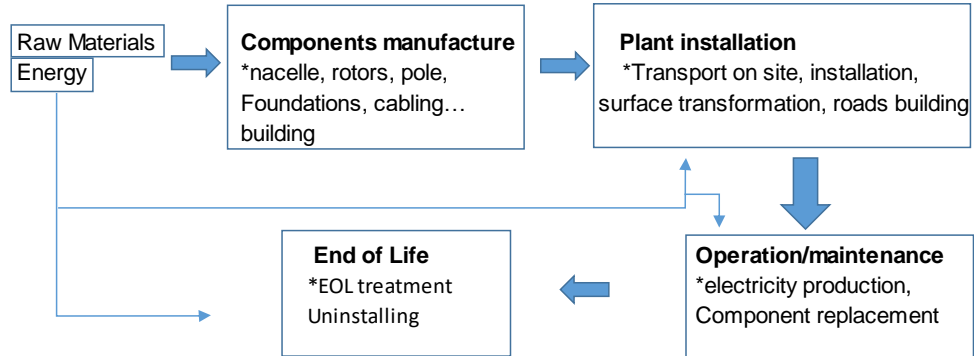 Raw Materials
Energy
Components manufacture
*nacelle, rotors, pole,
Foundations, cabling…
building
Plant installation
*Transport on site, installation,
surface transformation, roads building
End of Life
*EOL treatment
Uninstalling
Operation/maintenance
*electricity production,
Component replacement